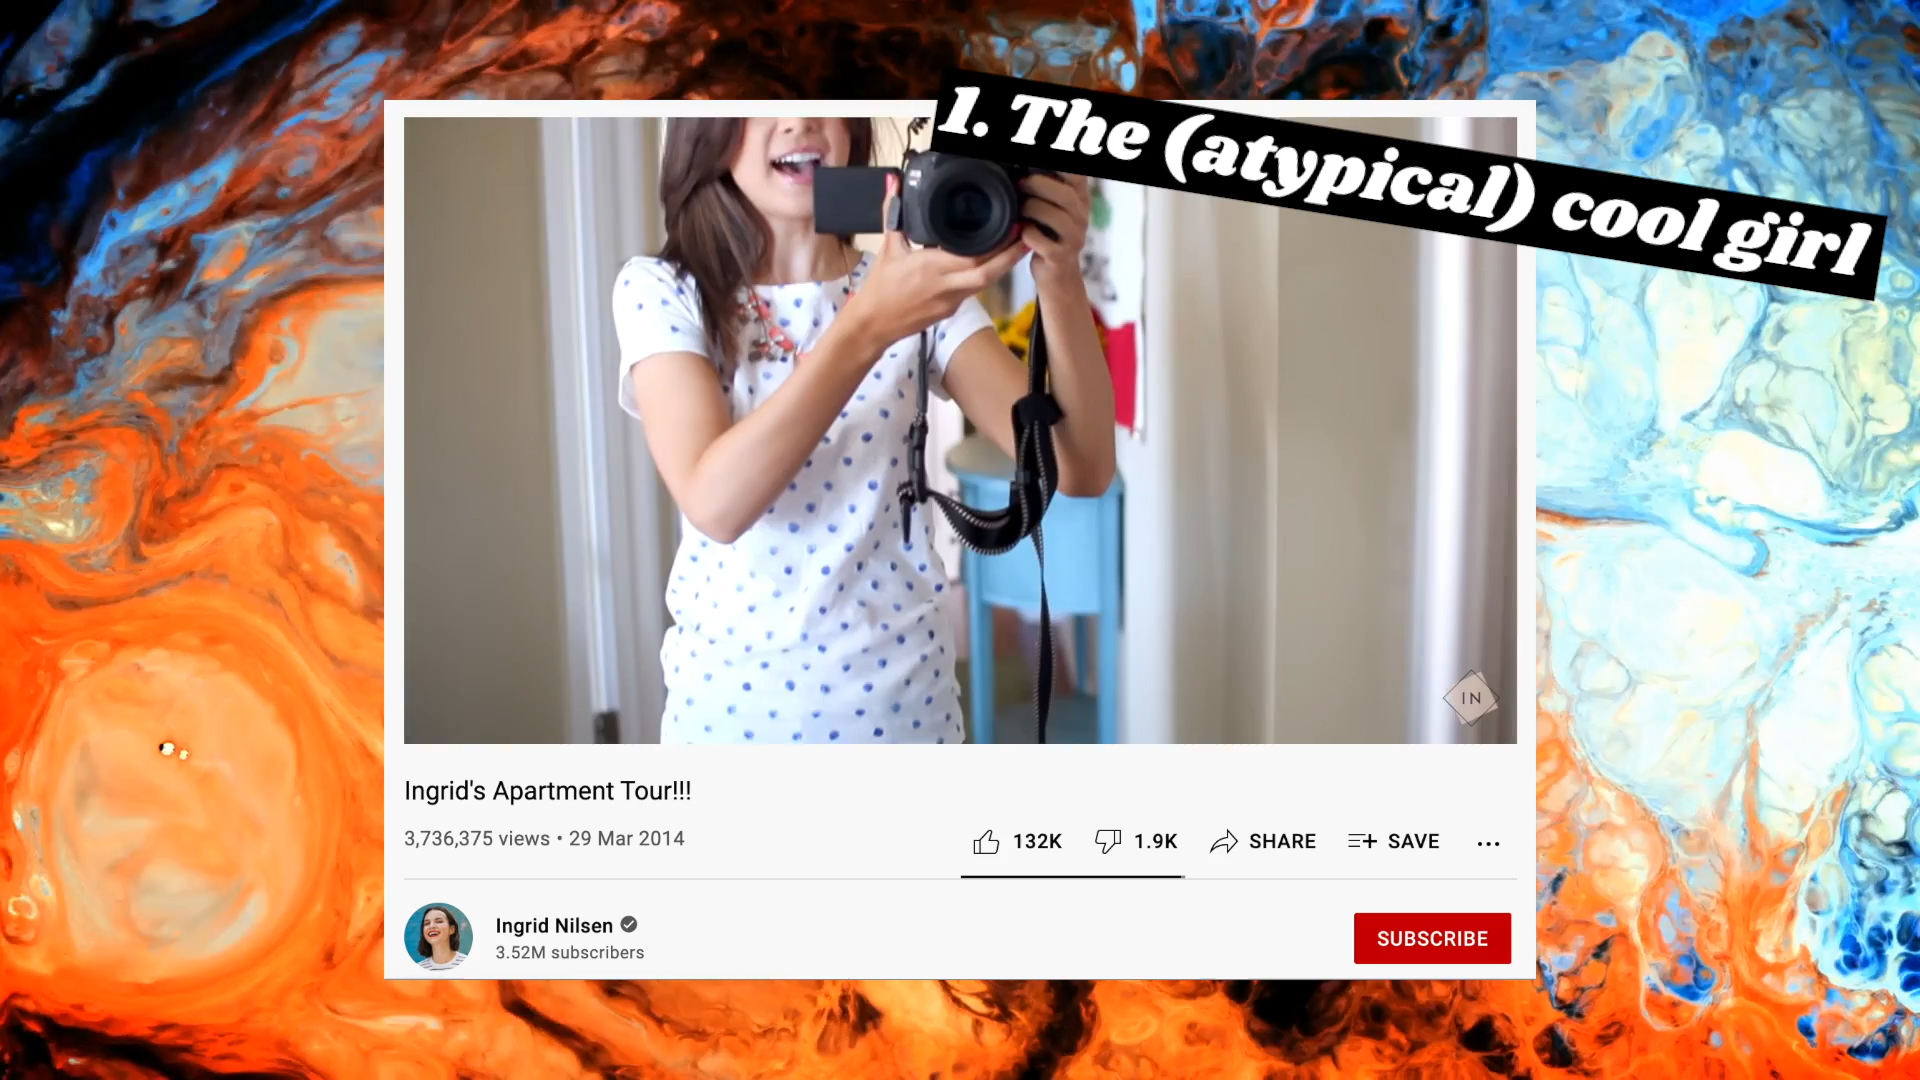 1. The (atypical) cool girl
IN
Ingrid's Apartment Tour!!!
3,736,375 views • 29 Mar 2014
132K
1.9K
SHARE
SAVE
Ingrid Nilsen
3.52M subscribers
SUBSCRIBE